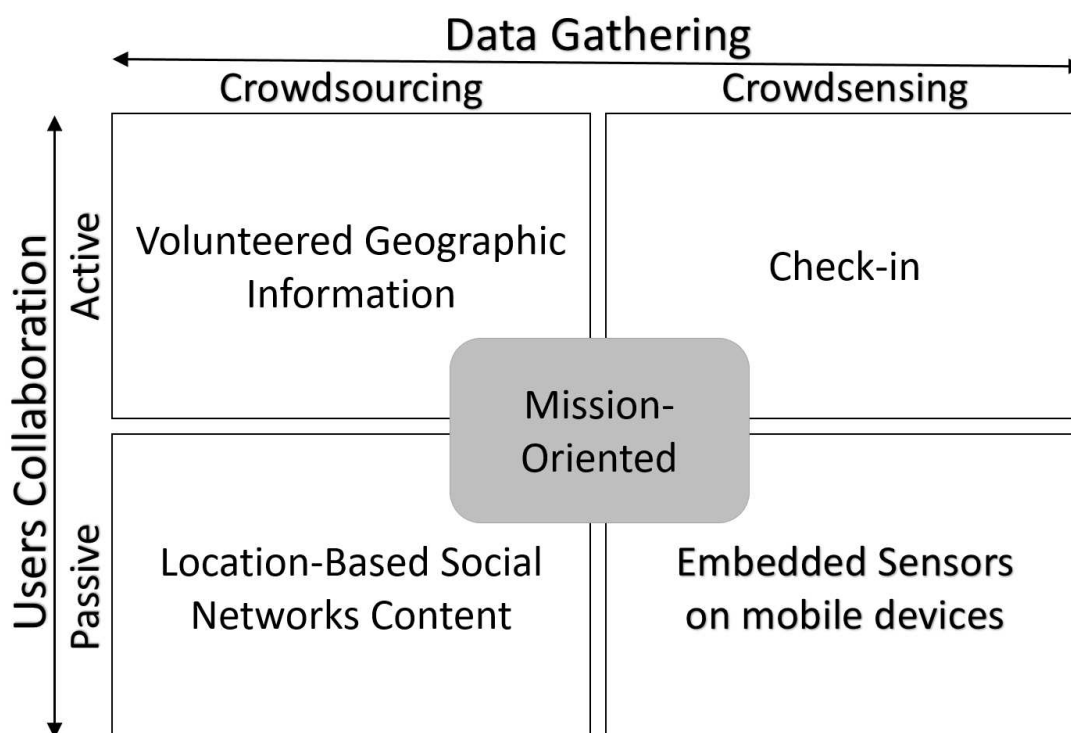 Data Gathering
Crowdsourcing
Crowdsensing
Users Collaboration
Active
Passive
Volunteered Geographic
Information
Check-in
Mission-
Oriented
Location-Based Social
Networks Content
Embedded Sensors
on mobile devices